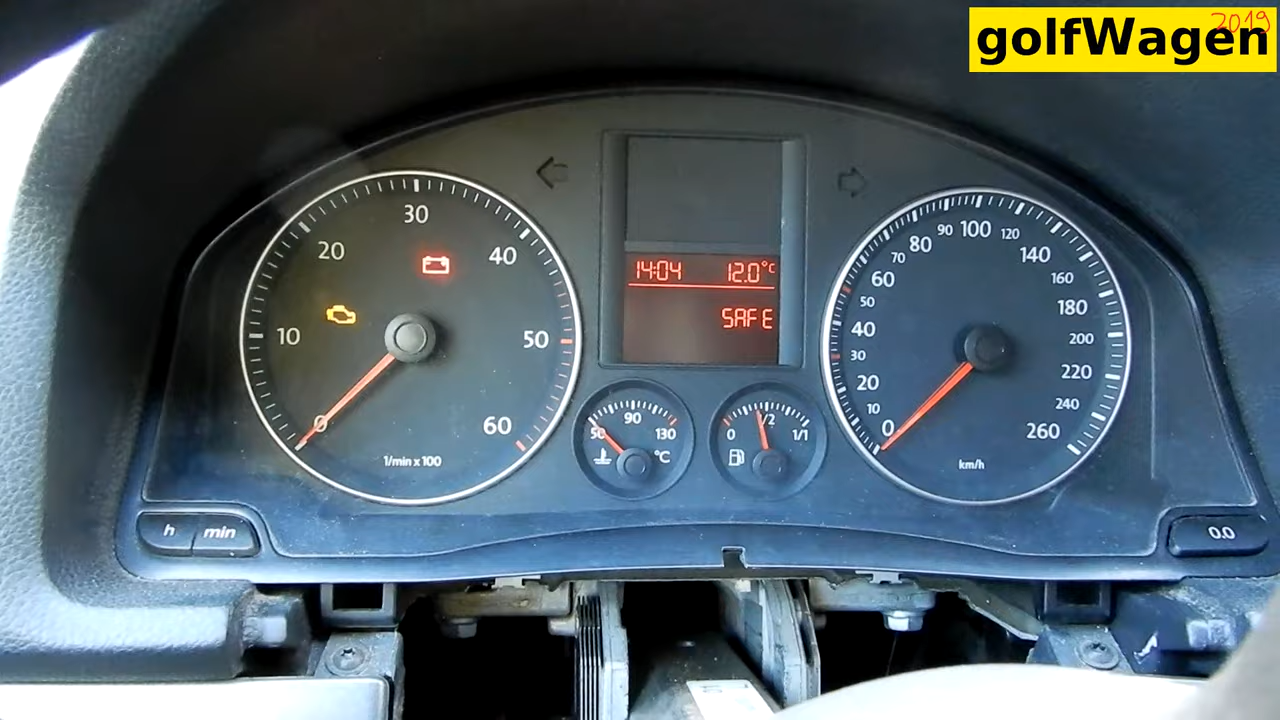 2019
golfWagen
14:04 12.0°C
SAFE
0 10 20 30 40 50 60
1/min x 100
50 90 130 °C
0 1/2 1/1
0 10 20 30 40 50 60 70 80 90 100 120 140 160 180 200 220 240 260
km/h
h min
0.0